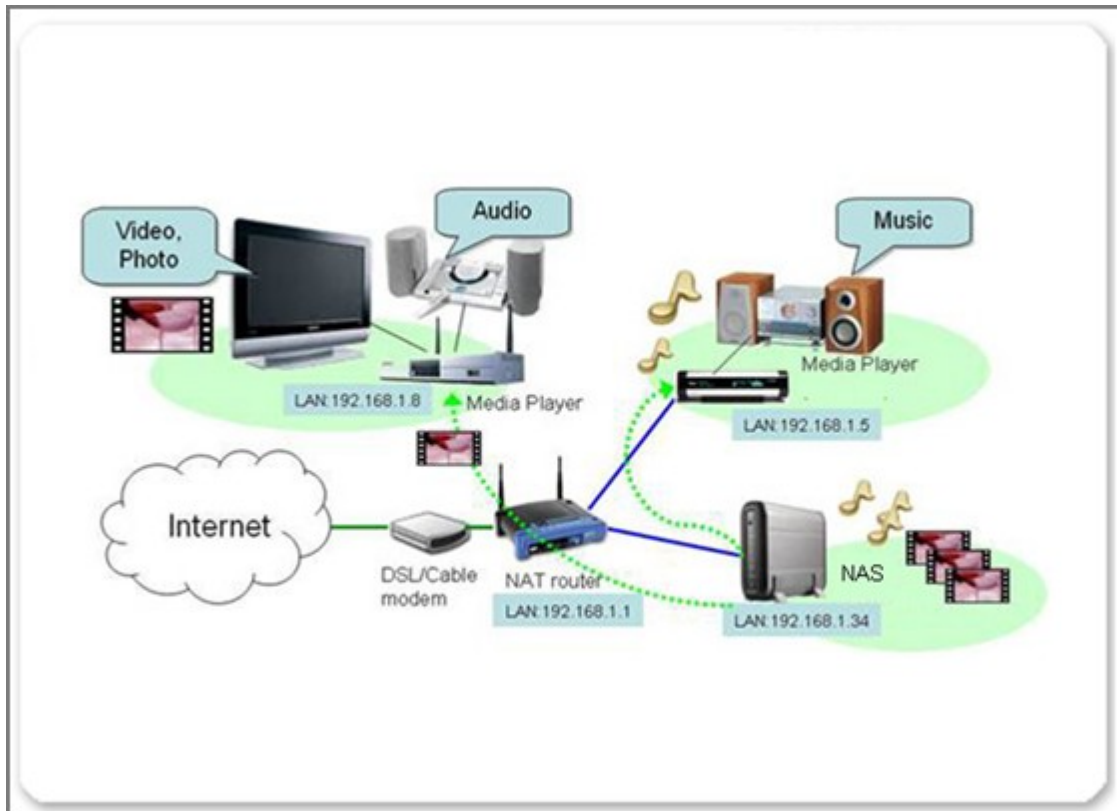 Video,
Photo
Audio
Music
LAN:192.168.1.8
Media Player
Media Player
LAN:192.168.1.5
Internet
DSL/Cable
modem
NAT router
LAN:192.168.1.1
NAS
LAN:192.168.1.34